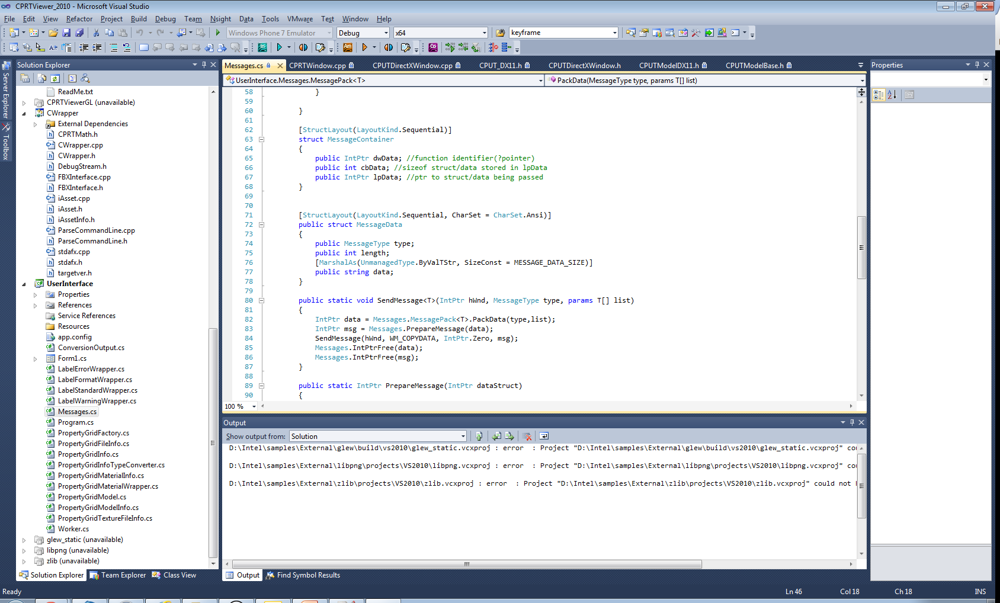 CPRTViewer_2010 - Microsoft Visual Studio
File Edit View Refactor Project Build Debug Team Nsight Data Tools VMware Test Window Help
Windows Phone 7 Emulator Debug x64 keyframe
Server Explorer
Toolbox
Solution Explorer
ReadMe.txt
CPRTViewerGL (unavailable)
CWrapper
External Dependencies
CPRTMath.h
CWrapper.cpp
CWrapper.h
DebugStream.h
FBXInterface.cpp
FBXInterface.h
iAsset.cpp
iAsset.h
iAssetInfo.h
ParseCommandLine.cpp
ParseCommandLine.h
stdafx.cpp
stdafx.h
targetver.h
UserInterface
Properties
References
Service References
Resources
app.config
ConversionOutput.cs
Form1.cs
LabelErrorWrapper.cs
LabelFormatWrapper.cs
LabelStandardWrapper.cs
LabelWarningWrapper.cs
Messages.cs
Program.cs
PropertyGridFactory.cs
PropertyGridFileInfo.cs
PropertyGridInfo.cs
PropertyGridInfoTypeConverter.cs
PropertyGridMaterialInfo.cs
PropertyGridMaterialWrapper.cs
PropertyGridModel.cs
PropertyGridModelInfo.cs
PropertyGridTextureFileInfo.cs
Worker.cs
glew_static (unavailable)
libpng (unavailable)
zlib (unavailable)
Solution Explorer Team Explorer Class View
Messages.cs CPRTWindow.cpp CPUTDirectXWindow.cpp CPUT_DX11.h CPUTDirectXWindow.h CPUTModelDX11.h CPUTModelBase.h
UserInterface.Messages.MessagePack<T> PackData(MessageType type, params T[] list)
58 }
59
60 }
61
62 [StructLayout(LayoutKind.Sequential)]
63 struct MessageContainer
64 {
65 public IntPtr dwData; //function identifier(?pointer)
66 public int cbData; //sizeof struct/data stored in lpData
67 public IntPtr lpData; //ptr to struct/data being passed
68 }
69
70
71 [StructLayout(LayoutKind.Sequential, CharSet = CharSet.Ansi)]
72 public struct MessageData
73 {
74 public MessageType type;
75 public int length;
76 [MarshalAs(UnmanagedType.ByValTStr, SizeConst = MESSAGE_DATA_SIZE)]
77 public string data;
78 }
79
80 public static void SendMessage<T>(IntPtr hWnd, MessageType type, params T[] list)
81 {
82 IntPtr data = Messages.MessagePack<T>.PackData(type,list);
83 IntPtr msg = Messages.PrepareMessage(data);
84 SendMessage(hWnd, WM_COPYDATA, IntPtr.Zero, msg);
85 Messages.IntPtrFree(data);
86 Messages.IntPtrFree(msg);
87 }
88
89 public static IntPtr PrepareMessage(IntPtr dataStruct)
90 {
100 %
Output
Show output from: Solution
D:\Intel\samples\External\glew\build\vs2010\glew_static.vcxproj : error  : Project "D:\Intel\samples\External\glew\build\vs2010\glew_static.vcxproj" co
D:\Intel\samples\External\libpng\projects\VS2010\libpng.vcxproj : error  : Project "D:\Intel\samples\External\libpng\projects\VS2010\libpng.vcxproj" co
D:\Intel\samples\External\zlib\projects\VS2010\zlib.vcxproj : error  : Project "D:\Intel\samples\External\zlib\projects\VS2010\zlib.vcxproj" could not
Output Find Symbol Results
Properties
Ready Ln 46 Col 18 Ch 18 INS